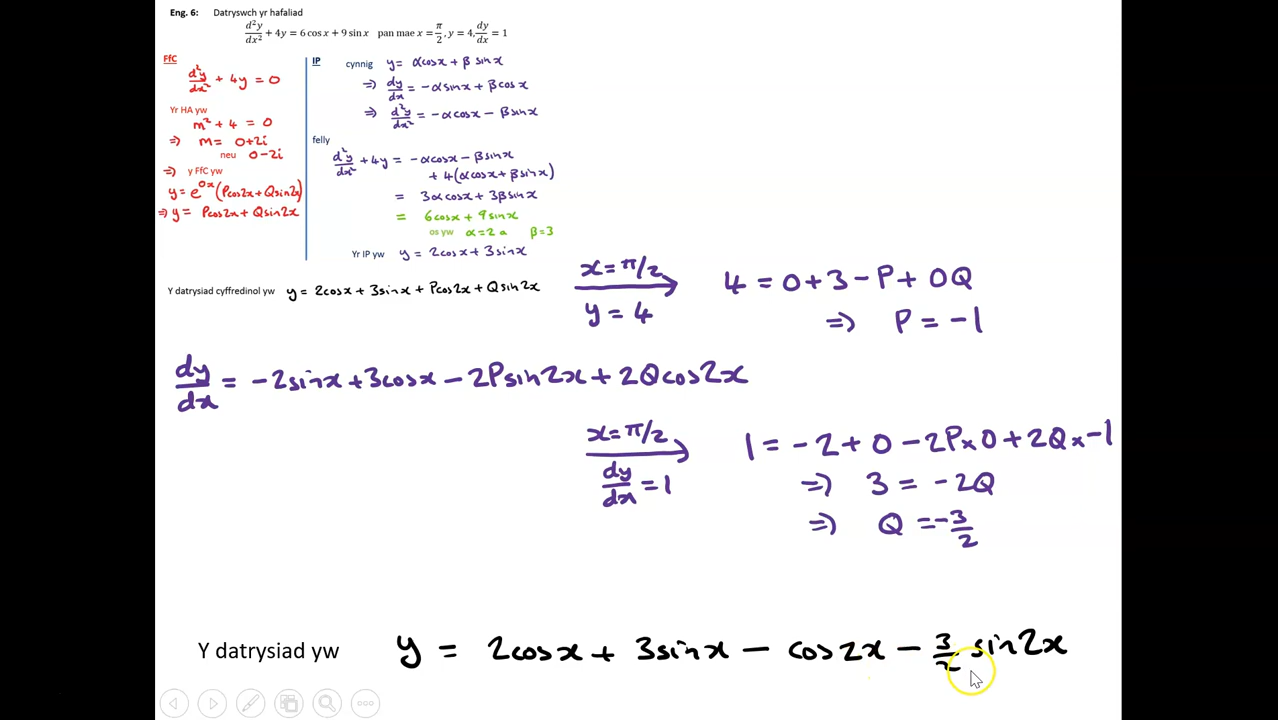 Eng. 6: Datryswch yr hafaliad
d²y/dx² + 4y = 6 cos x + 9 sin x pan mae x = π/2, y = 4, dy/dx = 1
FfC
d²y/dx² + 4y = 0
Yr HA yw
m² + 4 = 0
⇒ m = 0+2i
neu 0-2i
⇒ y FfC yw
y = e^0x (Pcos2x + Qsin2x)
⇒ y = Pcos2x + Qsin2x
IP cynnig y = αcosx + β sinx
⇒ dy/dx = -αsinx + βcosx
⇒ d²y/dx² = -αcosx - βsinx
felly
d²y/dx² + 4y = -αcosx - βsinx
+ 4(αcosx + βsinx)
= 3αcosx + 3βsinx
= 6cosx + 9sinx
os yw α=2 a β=3
Yr IP yw y = 2cosx + 3sinx
Y datrysiad cyffredinol yw y = 2cosx + 3sinx + Pcos2x + Qsin2x
x = π/2
y = 4
4 = 0 + 3 - P + 0Q
⇒ P = -1
dy/dx = -2sinx + 3cosx - 2Psin2x + 2Qcos2x
x = π/2
dy/dx = 1
1 = -2 + 0 - 2P×0 + 2Q×-1
⇒ 3 = -2Q
⇒ Q = -3/2
Y datrysiad yw y = 2cosx + 3sinx - cos2x - 3/2 sin2x